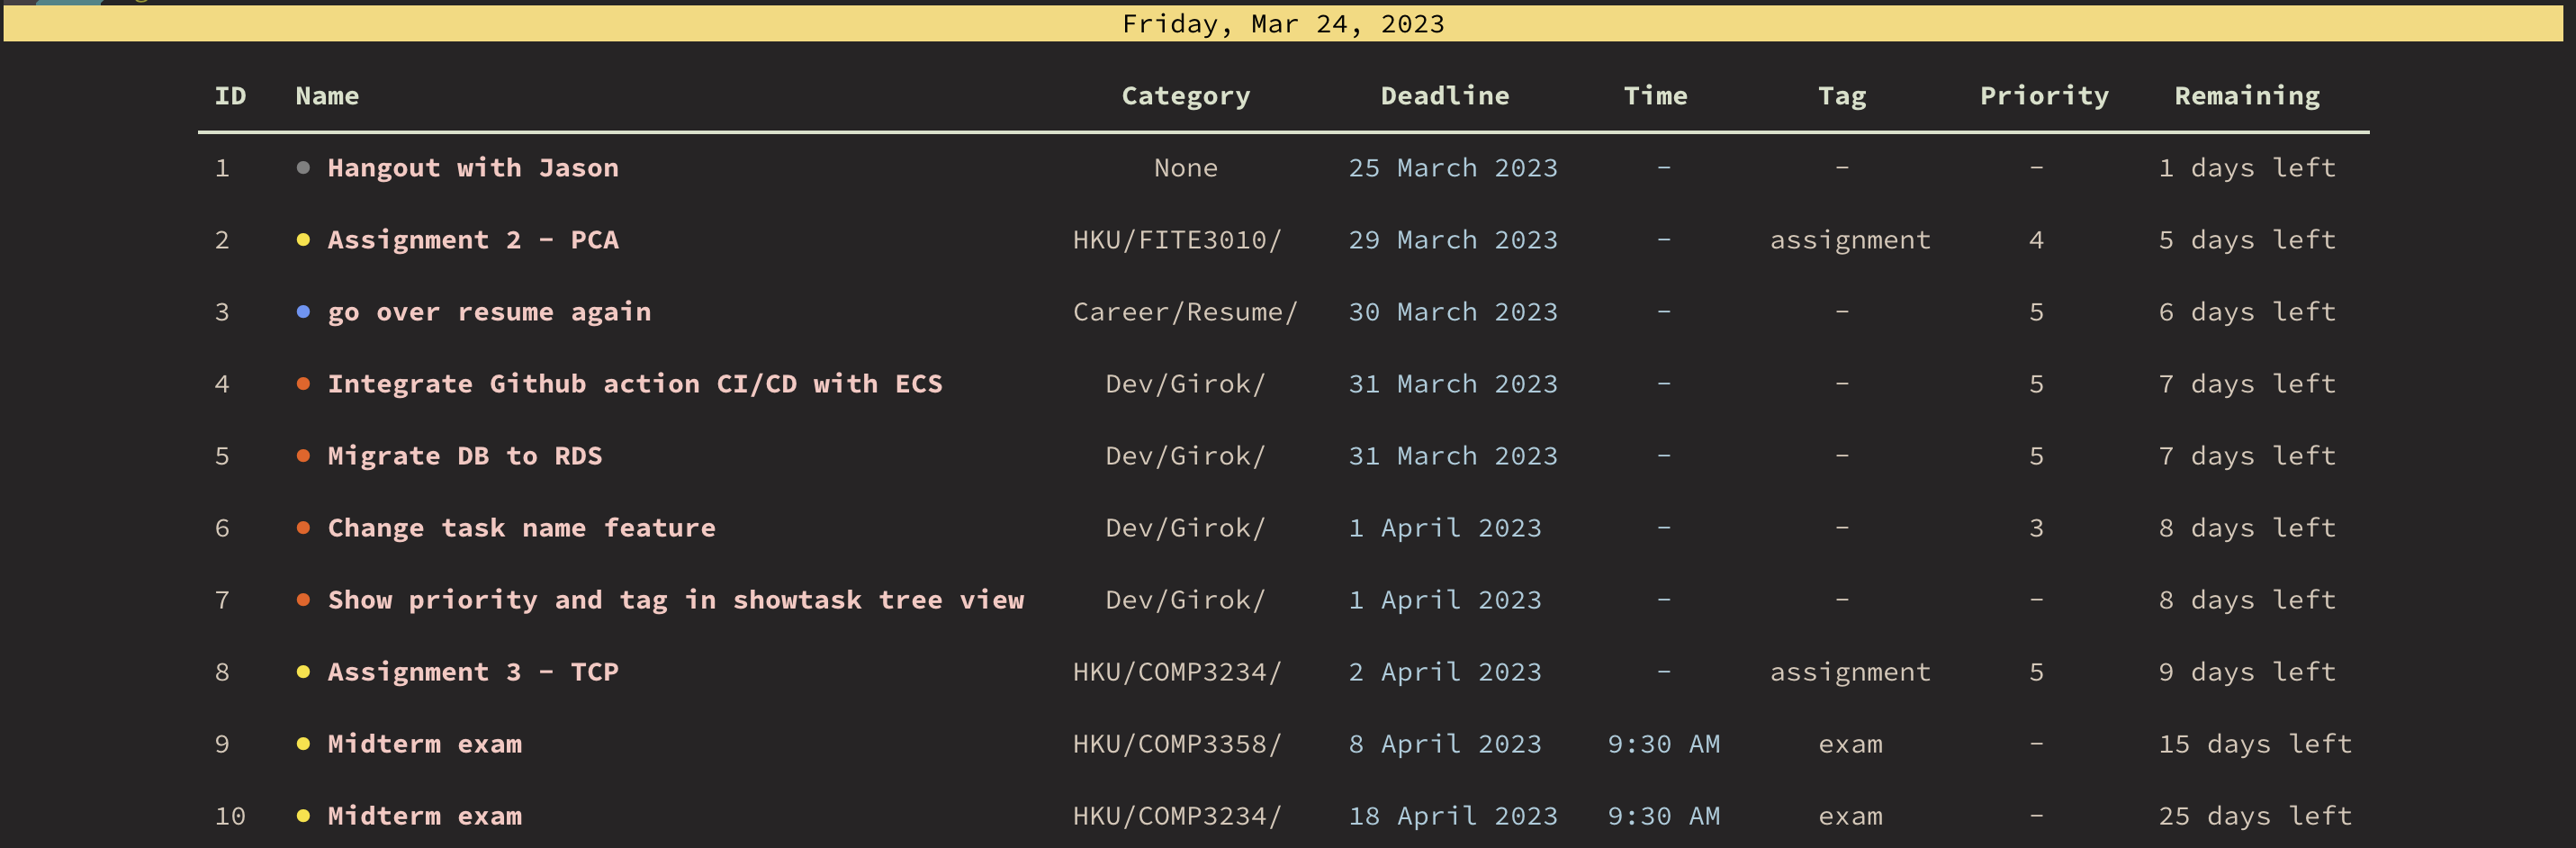 Friday, Mar 24, 2023
ID Name Category Deadline Time Tag Priority Remaining
1 Hangout with Jason None 25 March 2023 - - - 1 days left
2 Assignment 2 - PCA HKU/FITE3010/ 29 March 2023 - assignment 4 5 days left
3 go over resume again Career/Resume/ 30 March 2023 - - 5 6 days left
4 Integrate Github action CI/CD with ECS Dev/Girok/ 31 March 2023 - - 5 7 days left
5 Migrate DB to RDS Dev/Girok/ 31 March 2023 - - 5 7 days left
6 Change task name feature Dev/Girok/ 1 April 2023 - - 3 8 days left
7 Show priority and tag in showtask tree view Dev/Girok/ 1 April 2023 - - - 8 days left
8 Assignment 3 - TCP HKU/COMP3234/ 2 April 2023 - assignment 5 9 days left
9 Midterm exam HKU/COMP3358/ 8 April 2023 9:30 AM exam - 15 days left
10 Midterm exam HKU/COMP3234/ 18 April 2023 9:30 AM exam - 25 days left